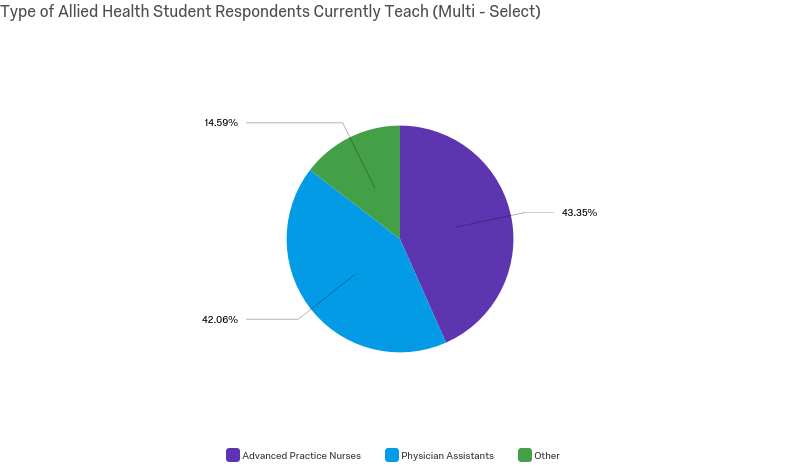 Type of Allied Health Student Respondents Currently Teach (Multi - Select)
14.59%
43.35%
42.06%
Advanced Practice Nurses Physician Assistants Other